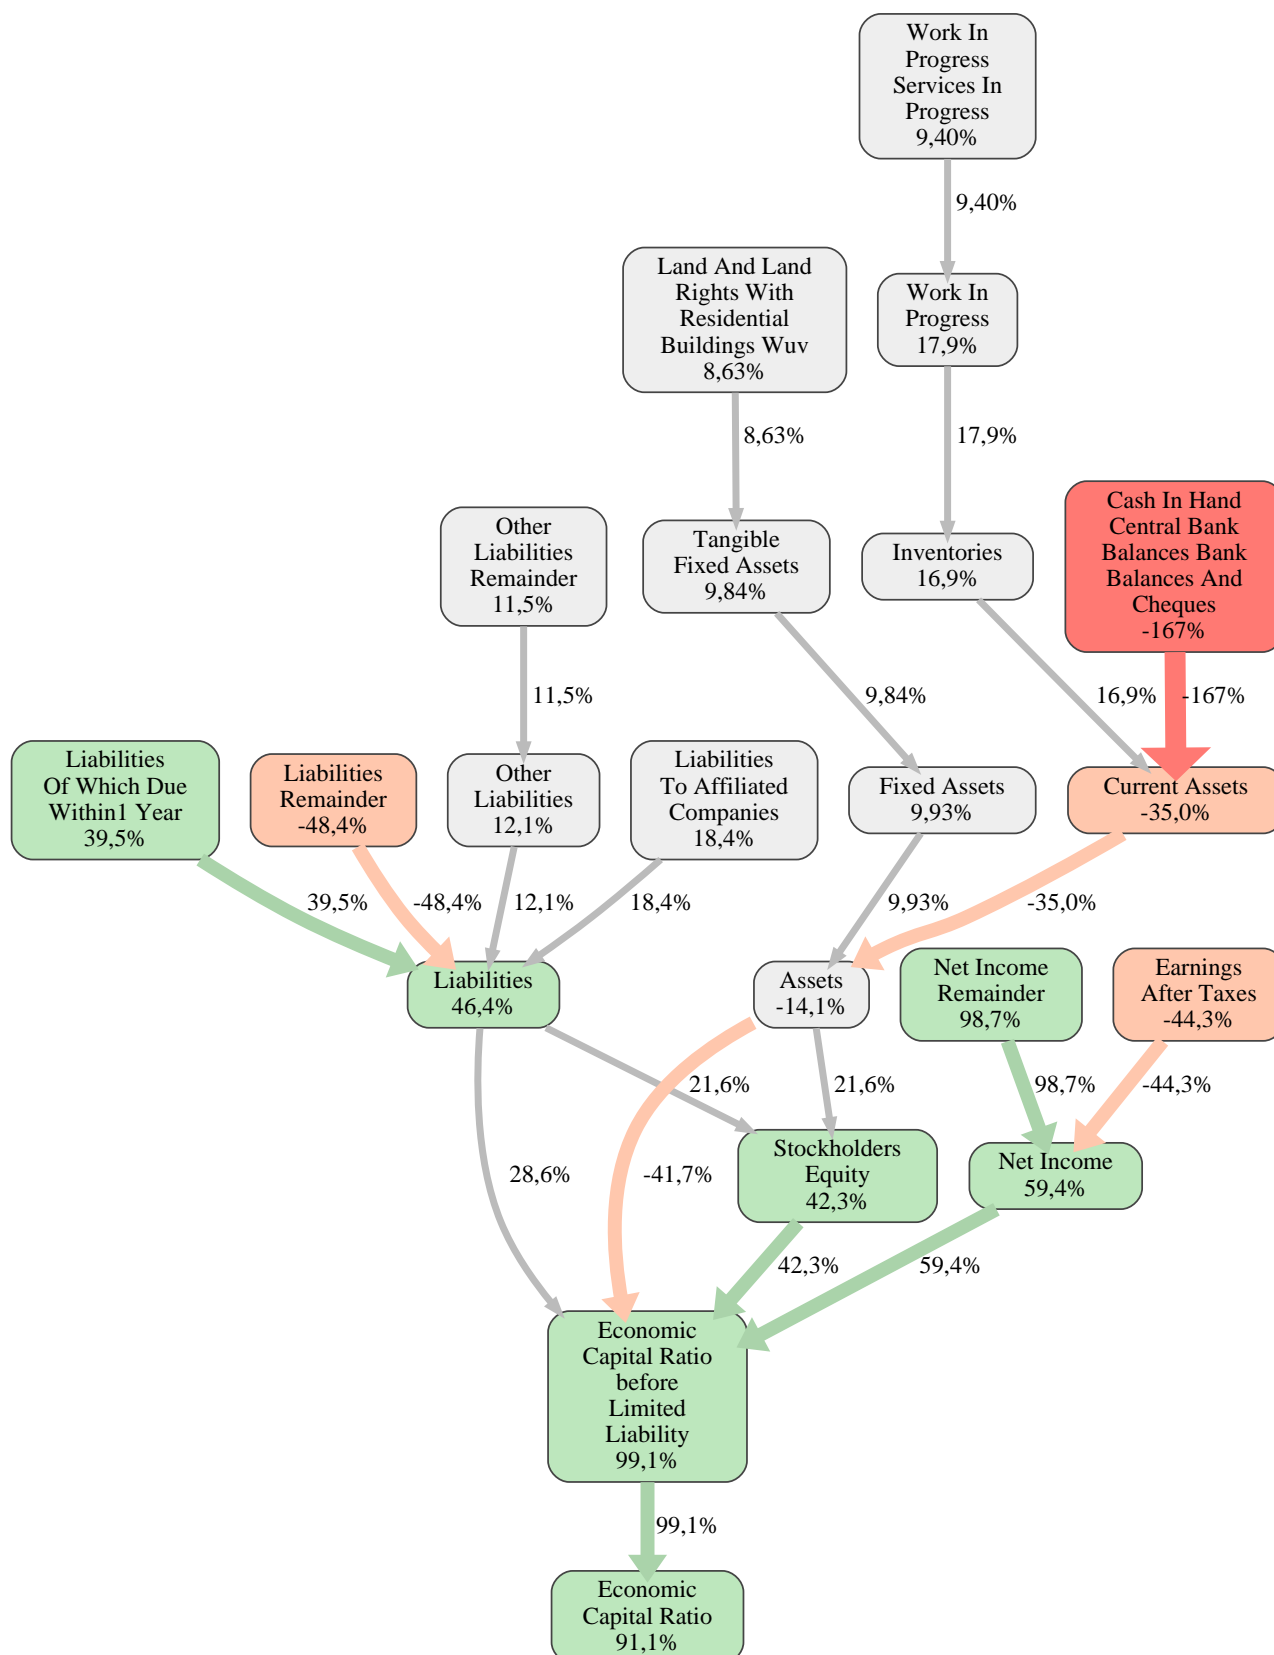 Work In
Progress
Services In
Progress
9,40%
9,40%
Land And Land
Rights With
Residential
Buildings Wuv
8,63%
Work In
Progress
17,9%
8,63%
17,9%
Cash In Hand
Central Bank
Balances Bank
Balances And
Cheques
-167%
Other
Liabilities
Remainder
11,5%
Tangible
Fixed Assets
9,84%
Inventories
16,9%
11,5%
9,84%
16,9%
-167%
Liabilities
Of Which Due
Within1 Year
39,5%
Liabilities
Remainder
-48,4%
Other
Liabilities
12,1%
Liabilities
To Affiliated
Companies
18,4%
Fixed Assets
9,93%
Current Assets
-35,0%
39,5%
-48,4%
12,1%
18,4%
9,93%
-35,0%
Liabilities
46,4%
Assets
-14,1%
Net Income
Remainder
98,7%
Earnings
After Taxes
-44,3%
21,6%
21,6%
98,7%
-44,3%
28,6%
-41,7%
Stockholders
Equity
42,3%
Net Income
59,4%
42,3%
59,4%
Economic
Capital Ratio
before
Limited
Liability
99,1%
99,1%
Economic
Capital Ratio
91,1%